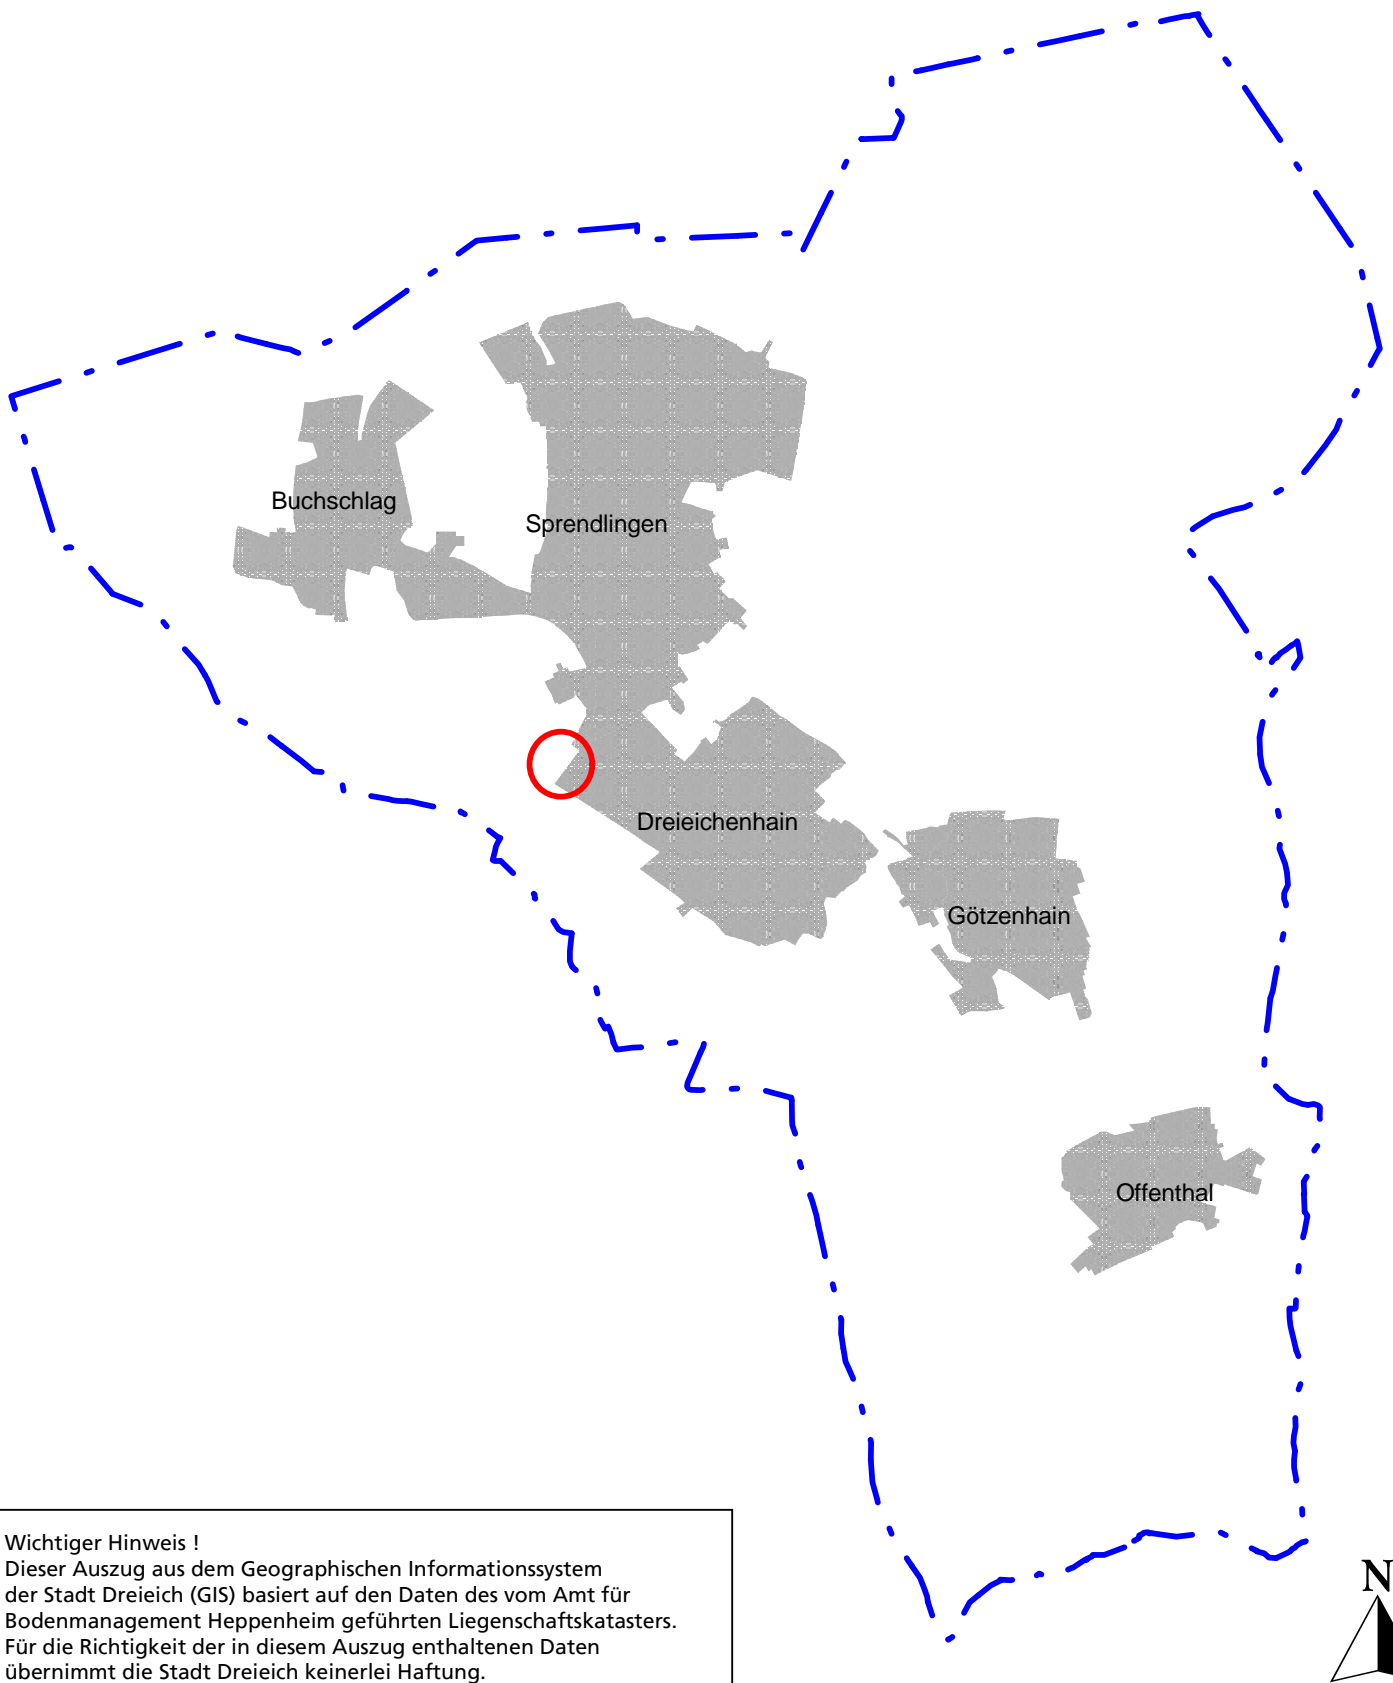 Buchschlag
Sprendlingen
Dreieichenhain
Götzenhain
Offenthal
Wichtiger Hinweis !
Dieser Auszug aus dem Geographischen Informationssystem
der Stadt Dreieich (GIS) basiert auf den Daten des vom Amt für
Bodenmanagement Heppenheim geführten Liegenschaftskatasters.
Für die Richtigkeit der in diesem Auszug enthaltenen Daten
übernimmt die Stadt Dreieich keinerlei Haftung.
N